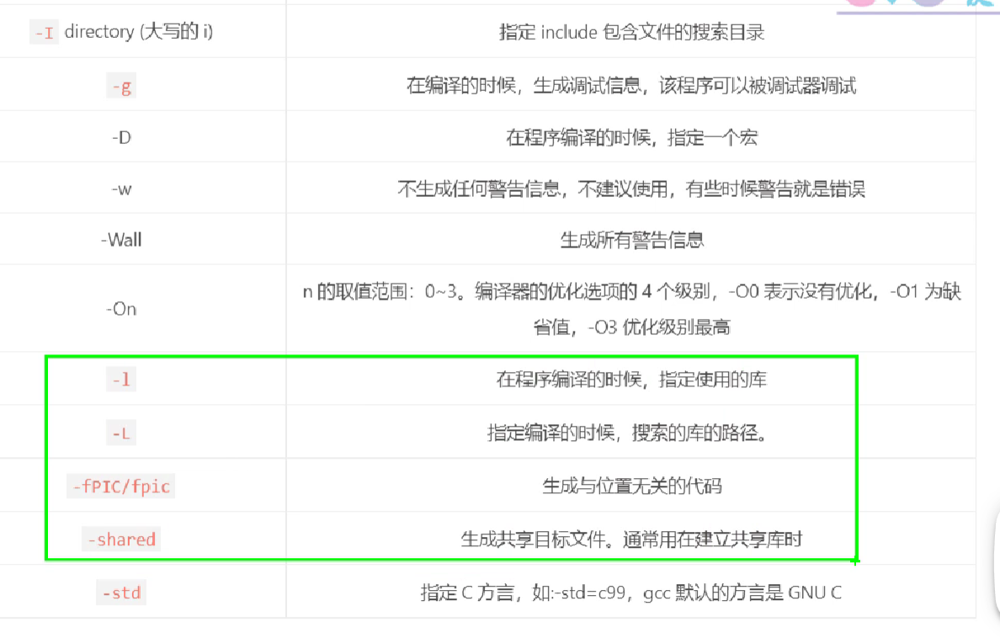 -I directory (大写的 i)
指定 include 包含文件的搜索目录
-g
在编译的时候，生成调试信息，该程序可以被调试器调试
-D
在程序编译的时候，指定一个宏
-w
不生成任何警告信息，不建议使用，有些时候警告就是错误
-Wall
生成所有警告信息
-On
n 的取值范围：0~3。编译器的优化选项的 4 个级别，-O0 表示没有优化，-O1 为缺
省值，-O3 优化级别最高
-l
在程序编译的时候，指定使用的库
-L
指定编译的时候，搜索的库的路径。
-fPIC/fpic
生成与位置无关的代码
-shared
生成共享目标文件。通常用在建立共享库时
-std
指定 C 方言，如:-std=c99，gcc 默认的方言是 GNU C